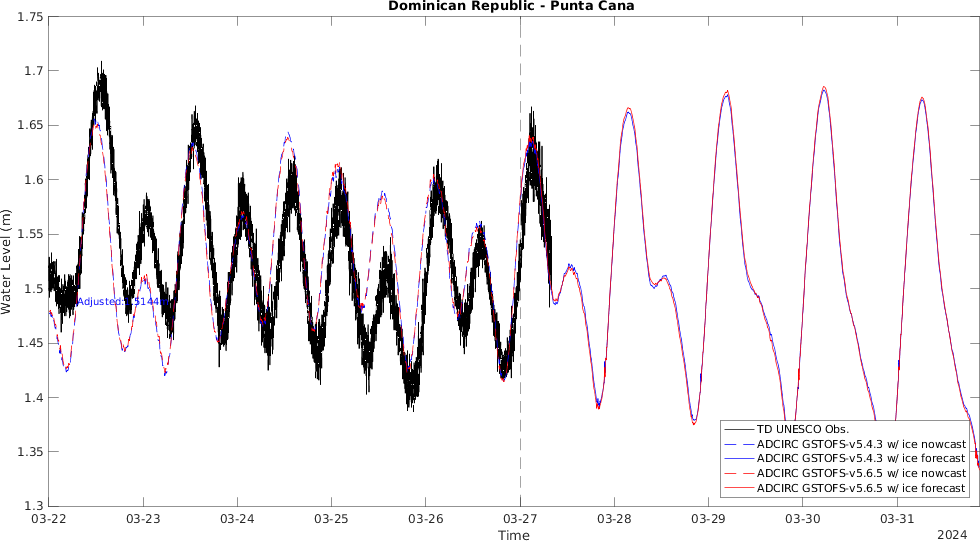 Dominican Republic - Punta Cana
1.75
1.7
1.65
1.6
1.55
1.5
1.45
1.4
1.35
1.3
Water Level (m)
TD UNESCO Obs.
ADCIRC GSTOFS-v5.4.3 w/ ice nowcast
ADCIRC GSTOFS-v5.4.3 w/ ice forecast
ADCIRC GSTOFS-v5.6.5 w/ ice nowcast
ADCIRC GSTOFS-v5.6.5 w/ ice forecast
03-22 03-23 03-24 03-25 03-26 03-27 03-28 03-29 03-30 03-31
Time
2024